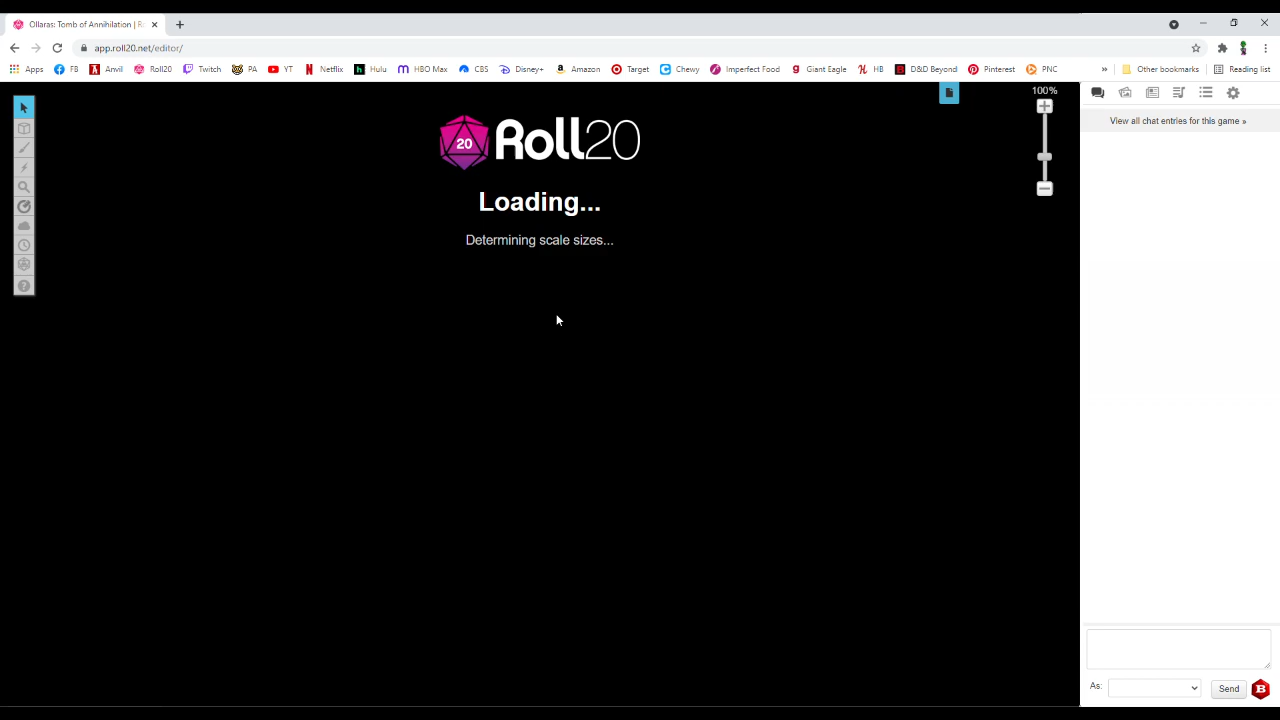 Ollaras: Tomb of Annihilation |
app.roll20.net/editor/
Apps FB Anvil Roll20 Twitch PA YT Netflix Hulu HBO Max CBS Disney+ Amazon Target Chewy Imperfect Food Giant Eagle HB D&D Beyond Pinterest PNC » Other bookmarks Reading list
100%
20 Roll20
View all chat entries for this game »
Loading...
Determining scale sizes...
As:
Send